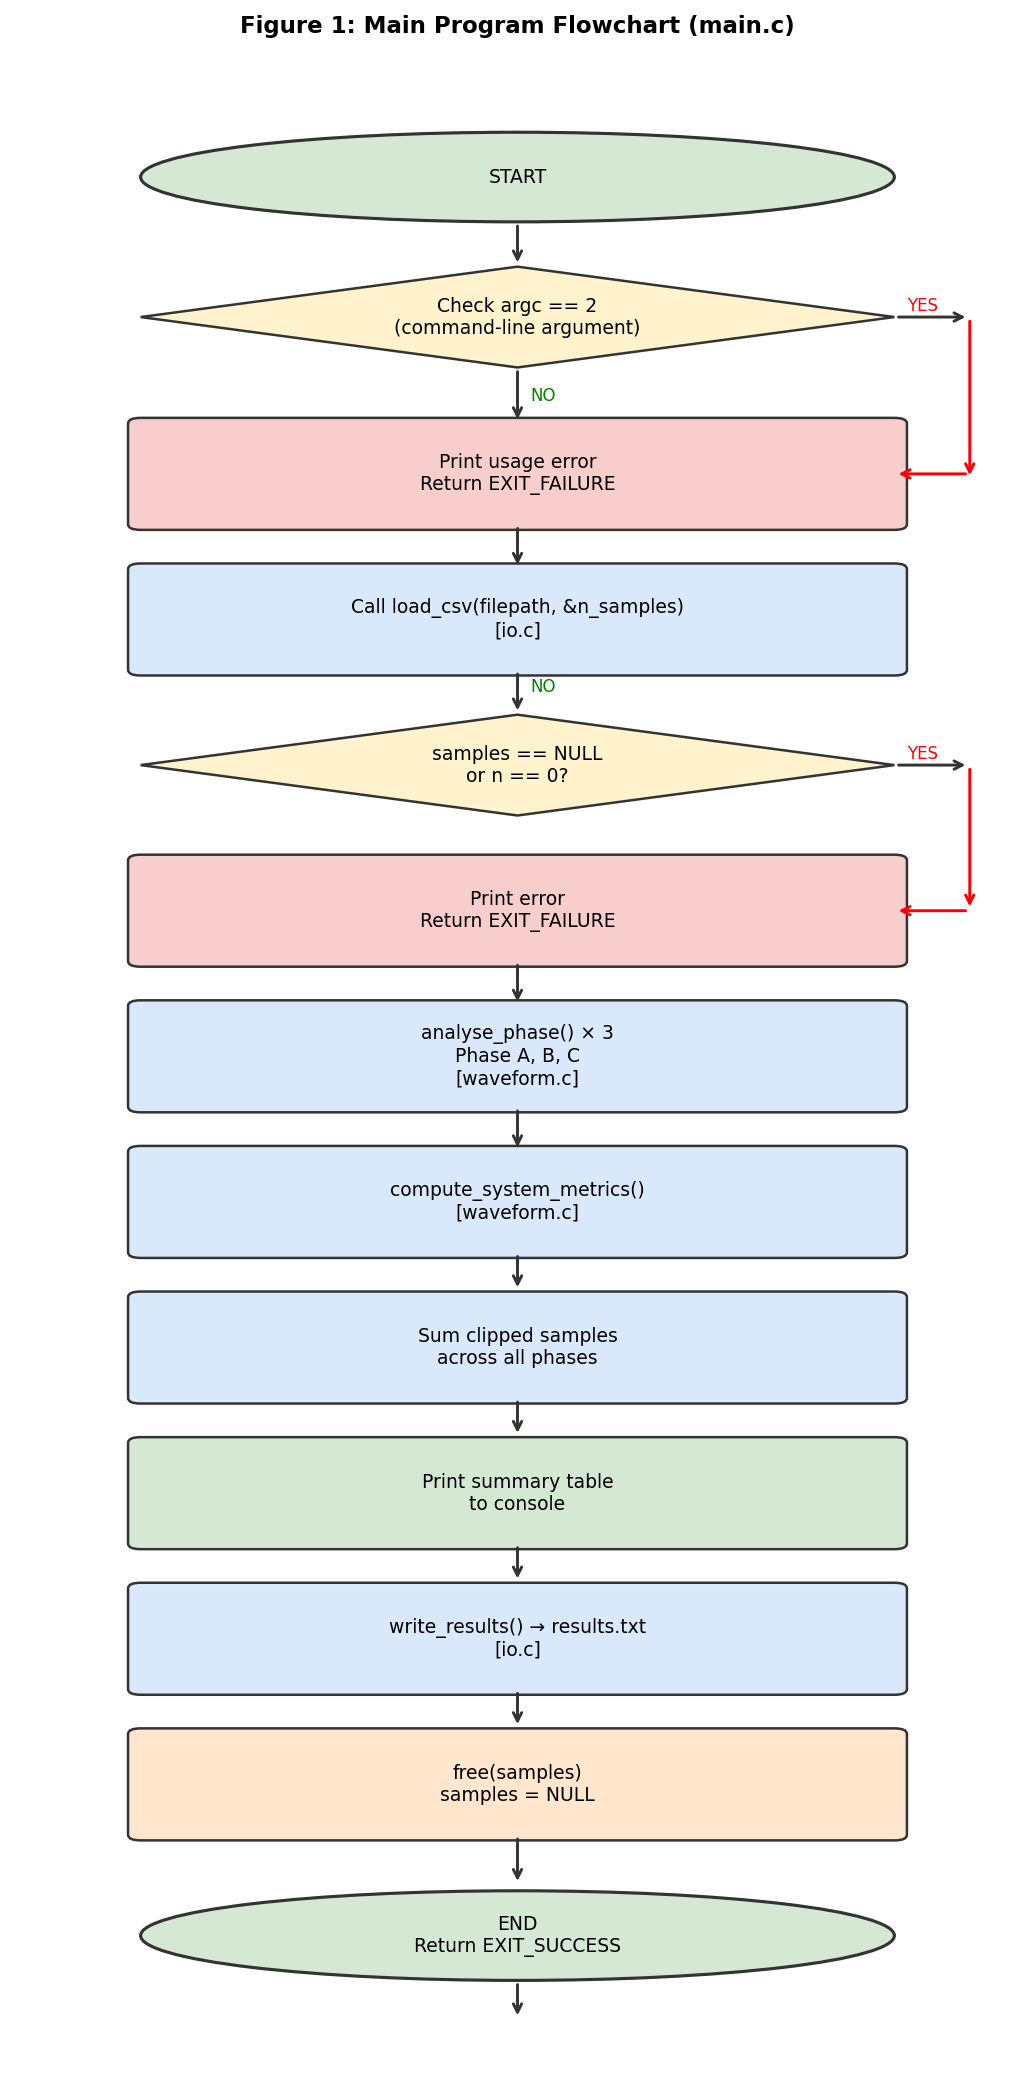 Figure 1: Main Program Flowchart (main.c)
START
Check argc == 2
(command-line argument)
YES
NO
Print usage error
Return EXIT_FAILURE
Call load_csv(filepath, &n_samples)
[io.c]
NO
samples == NULL
or n == 0?
YES
Print error
Return EXIT_FAILURE
analyse_phase() × 3
Phase A, B, C
[waveform.c]
compute_system_metrics()
[waveform.c]
Sum clipped samples
across all phases
Print summary table
to console
write_results() → results.txt
[io.c]
free(samples)
samples = NULL
END
Return EXIT_SUCCESS